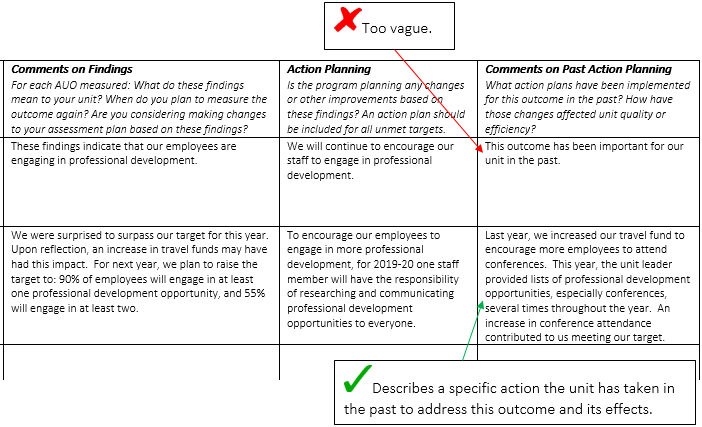 Too vague.
Comments on Findings
For each AUO measured: What do these findings
mean to your unit? When do you plan to measure the
outcome again? Are you considering making changes
to your assessment plan based on these findings?
Action Planning
Is the program planning any changes
or other improvements based on
these findings? An action plan should
be included for all unmet targets.
Comments on Past Action Planning
What action plans have been implemented
for this outcome in the past? How have
those changes affected unit quality or
efficiency?
These findings indicate that our employees are
engaging in professional development.
We will continue to encourage our
staff to engage in professional
development.
This outcome has been important for our
unit in the past.
We were surprised to surpass our target for this year.
Upon reflection, an increase in travel funds may have
had this impact.  For next year, we plan to raise the
target to: 90% of employees will engage in at least
one professional development opportunity, and 55%
will engage in at least two.
To encourage our employees to
engage in more professional
development, for 2019-20 one staff
member will have the responsibility
of researching and communicating
professional development
opportunities to everyone.
Last year, we increased our travel fund to
encourage more employees to attend
conferences.  This year, the unit leader
provided lists of professional development
opportunities, especially conferences,
several times throughout the year.  An
increase in conference attendance
contributed to us meeting our target.
Describes a specific action the unit has taken in
the past to address this outcome and its effects.